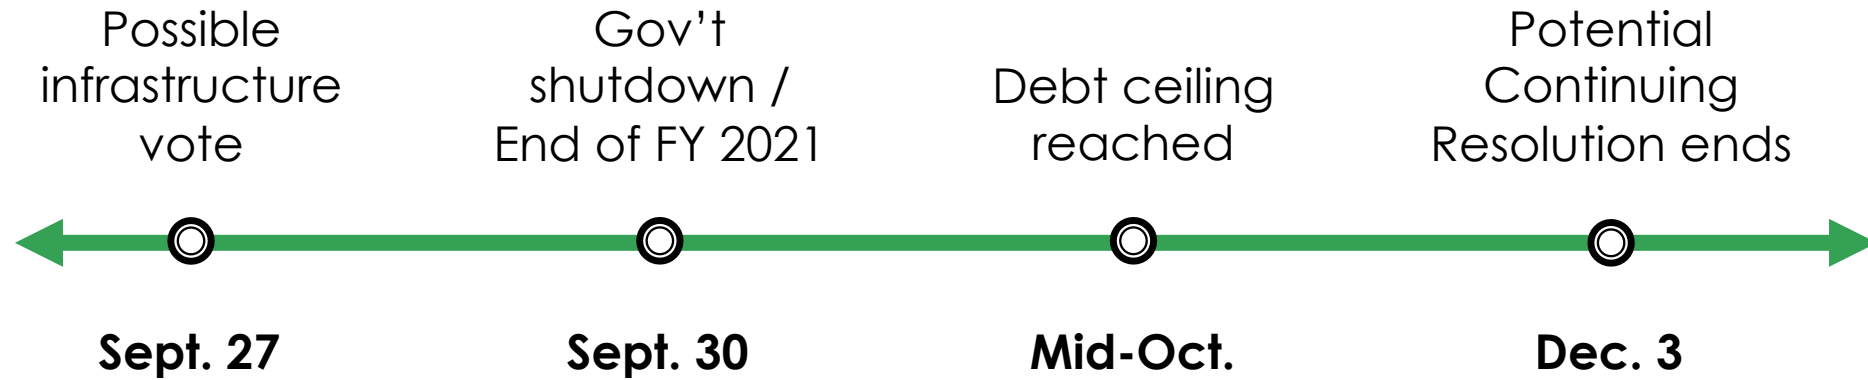 Possible
infrastructure
vote
Gov’t
shutdown /
End of FY 2021
Debt ceiling
reached
Potential
Continuing
Resolution ends
Sept. 27
Sept. 30
Mid-Oct.
Dec. 3